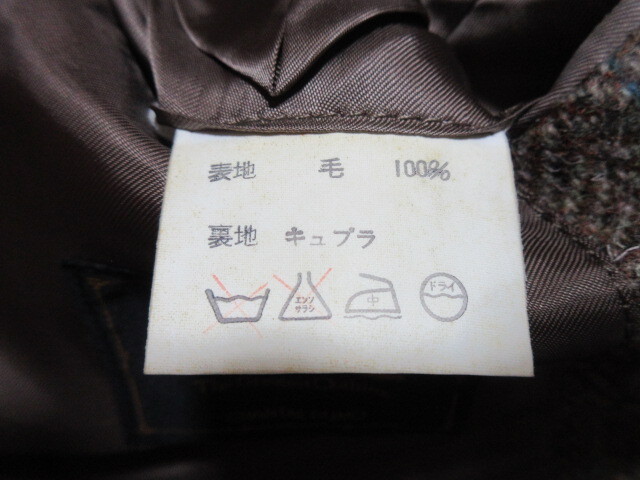 表地 毛 100%
裏地 キュプラ
エンソ
サラシ
中
ドライ